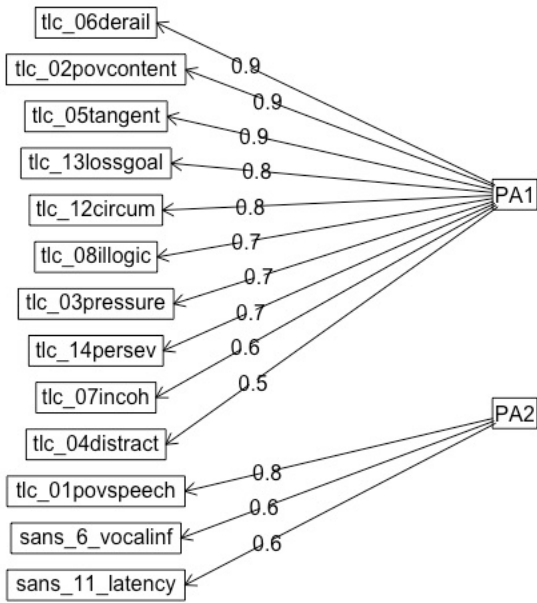 tlc_06derail
0.9
tlc_02povcontent
0.9
tlc_05tangent
0.9
tlc_13lossgoal
0.8
PA1
tlc_12circum
0.8
tlc_08illogic
0.7
tlc_03pressure
0.7
tlc_14persev
0.7
tlc_07incoh
0.6
tlc_04distract
0.5
PA2
tlc_01povspeech
0.8
sans_6_vocalinf
0.6
sans_11_latency
0.6